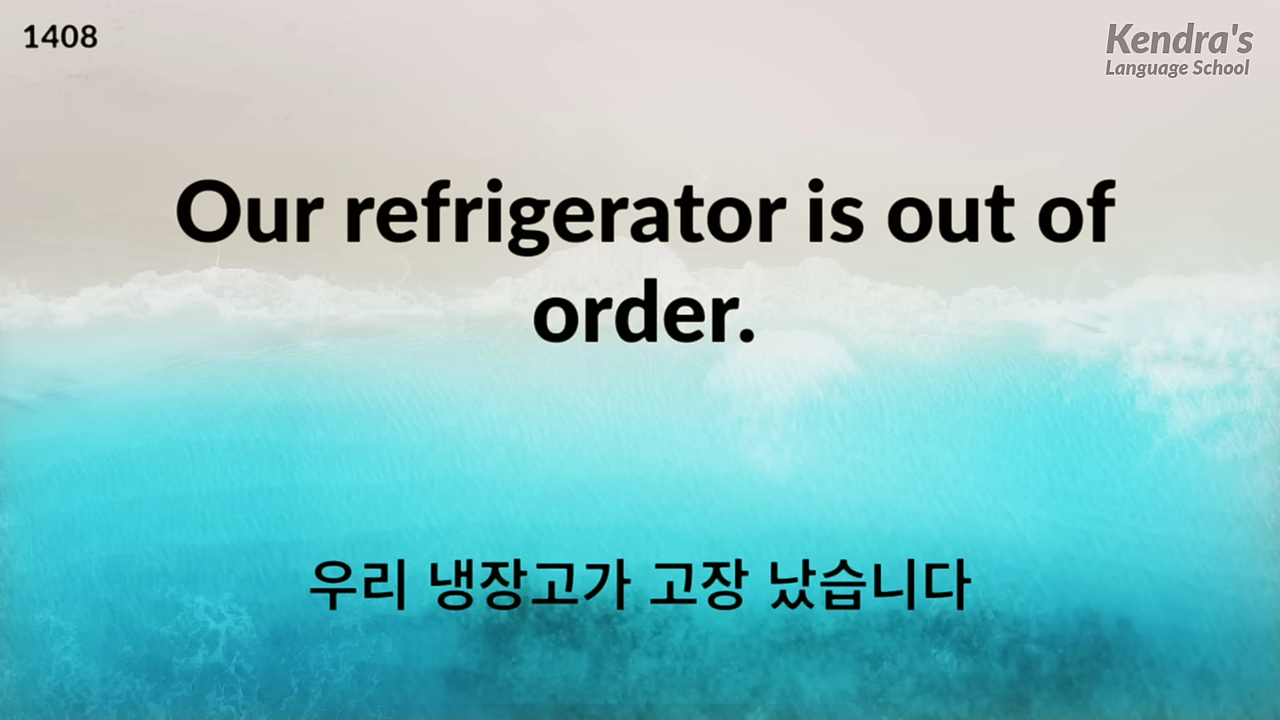 1408
Kendra's
Language School
Our refrigerator is out of
order.
우리 냉장고가 고장 났습니다